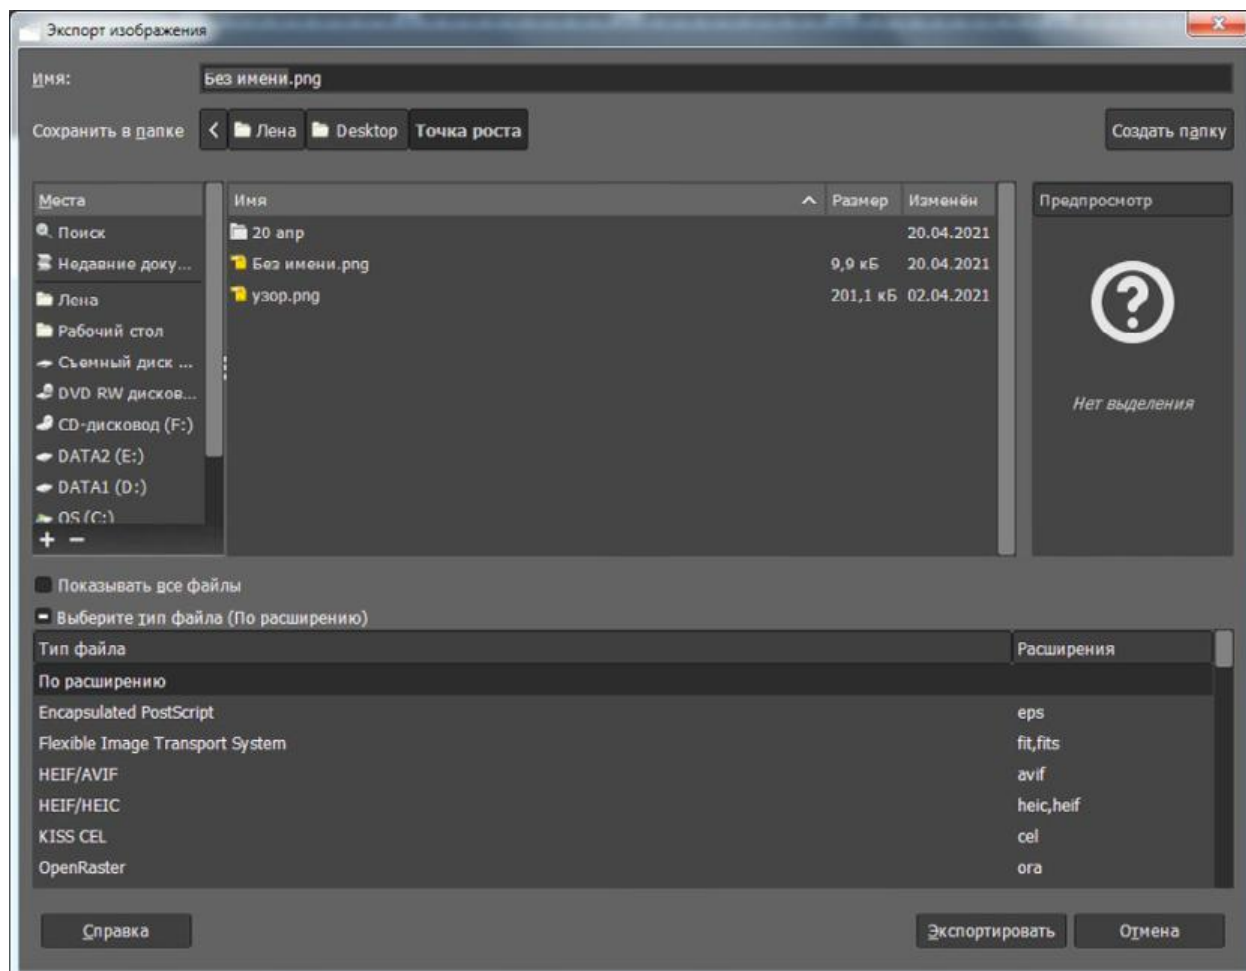 Экспорт изображения
Имя:
Без имени.png
Сохранить в папке
Лена
Desktop
Точка роста
Создать папку
Места
Поиск
Недавние доку...
Лена
Рабочий стол
Съемный диск ...
DVD RW дисков...
CD-дисковод (F:)
DATA2 (E:)
DATA1 (D:)
OS (C:)
Имя Размер Изменён
20 апр 20.04.2021
Без имени.png 9,9 кБ 20.04.2021
узор.png 201,1 кБ 02.04.2021
Предпросмотр
Нет выделения
Показывать все файлы
Выберите тип файла (По расширению)
Тип файла Расширения
По расширению
Encapsulated PostScript eps
Flexible Image Transport System fit,fits
HEIF/AVIF avif
HEIF/HEIC heic,heif
KISS CEL cel
OpenRaster ora
Справка
Экспортировать
Отмена